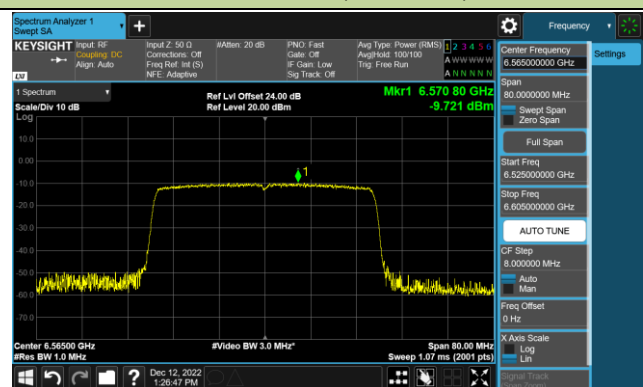 Spectrum Analyzer 1
Swept SA
Frequency
KEYSIGHT
Input: RF
Coupling: DC
Align: Auto
Input Z: 50 Ω
Corrections: Off
Freq Ref: Int (S)
NFE: Adaptive
#Atten: 20 dB
PNO: Fast
Gate: Off
IF Gain: Low
Sig Track: Off
Avg Type: Power (RMS)
Avg|Hold: 100/100
Trig: Free Run
1 2 3 4 5 6
A W W W W W
A N N N N N
LXI
1 Spectrum
Scale/Div 10 dB
Log
Ref Lvl Offset 24.00 dB
Ref Level 20.00 dBm
Mkr1 6.570 80 GHz
-9.721 dBm
10.0
0.00
-10.0
-20.0
-30.0
-40.0
-50.0
-60.0
-70.0
1
Center 6.56500 GHz
#Res BW 1.0 MHz
#Video BW 3.0 MHz*
Span 80.00 MHz
Sweep 1.07 ms (2001 pts)
Dec 12, 2022
1:26:47 PM
Center Frequency
6.565000000 GHz
Settings
Span
80.0000000 MHz
Swept Span
Zero Span
Full Span
Start Freq
6.525000000 GHz
Stop Freq
6.605000000 GHz
AUTO TUNE
CF Step
8.000000 MHz
Auto
Man
Freq Offset
0 Hz
X Axis Scale
Log
Lin
Signal Track
(Span Zoom)